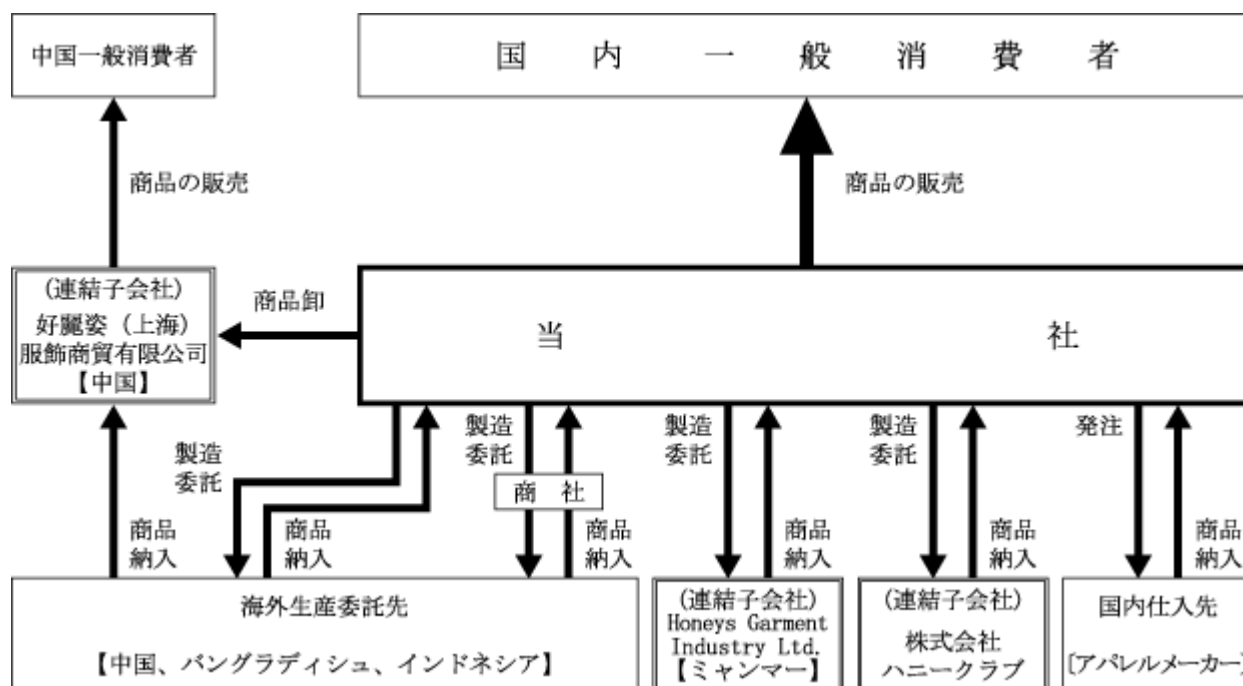 中国一般消費者
国内一般消費者
商品の販売
商品の販売
(連結子会社)
好麗姿（上海）
服飾商貿有限公司
【中国】
商品卸
当社
製造
委託
製造
委託
製造
委託
製造
委託
発注
商社
商品
納入
商品
納入
商品
納入
商品
納入
商品
納入
商品
納入
海外生産委託先
【中国、バングラディシュ、インドネシア】
(連結子会社)
Honeys Garment
Industry Ltd.
【ミャンマー】
(連結子会社)
株式会社
ハニークラブ
国内仕入先
[アパレルメーカー]